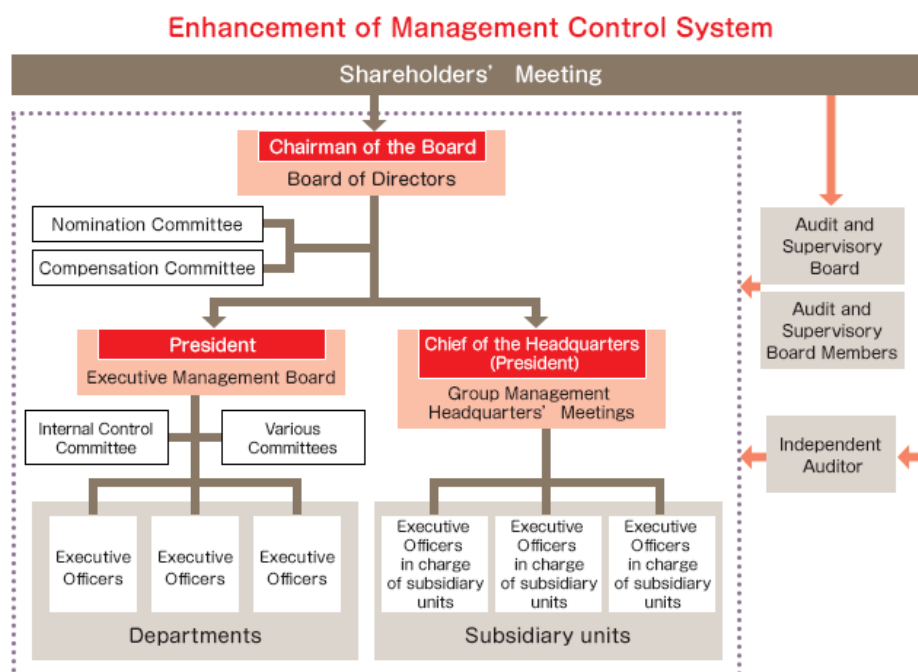 Enhancement of Management Control System
Shareholders' Meeting
Chairman of the Board
Board of Directors
Nomination Committee
Compensation Committee
Audit and
Supervisory
Board
Audit and
Supervisory
Board Members
President
Executive Management Board
Chief of the Headquarters
(President)
Group Management
Headquarters' Meetings
Internal Control
Committee
Various
Committees
Independent
Auditor
Executive
Officers
Executive
Officers
Executive
Officers
Departments
Executive
Officers
in charge
of subsidiary
units
Executive
Officers
in charge
of subsidiary
units
Executive
Officers
in charge
of subsidiary
units
Subsidiary units